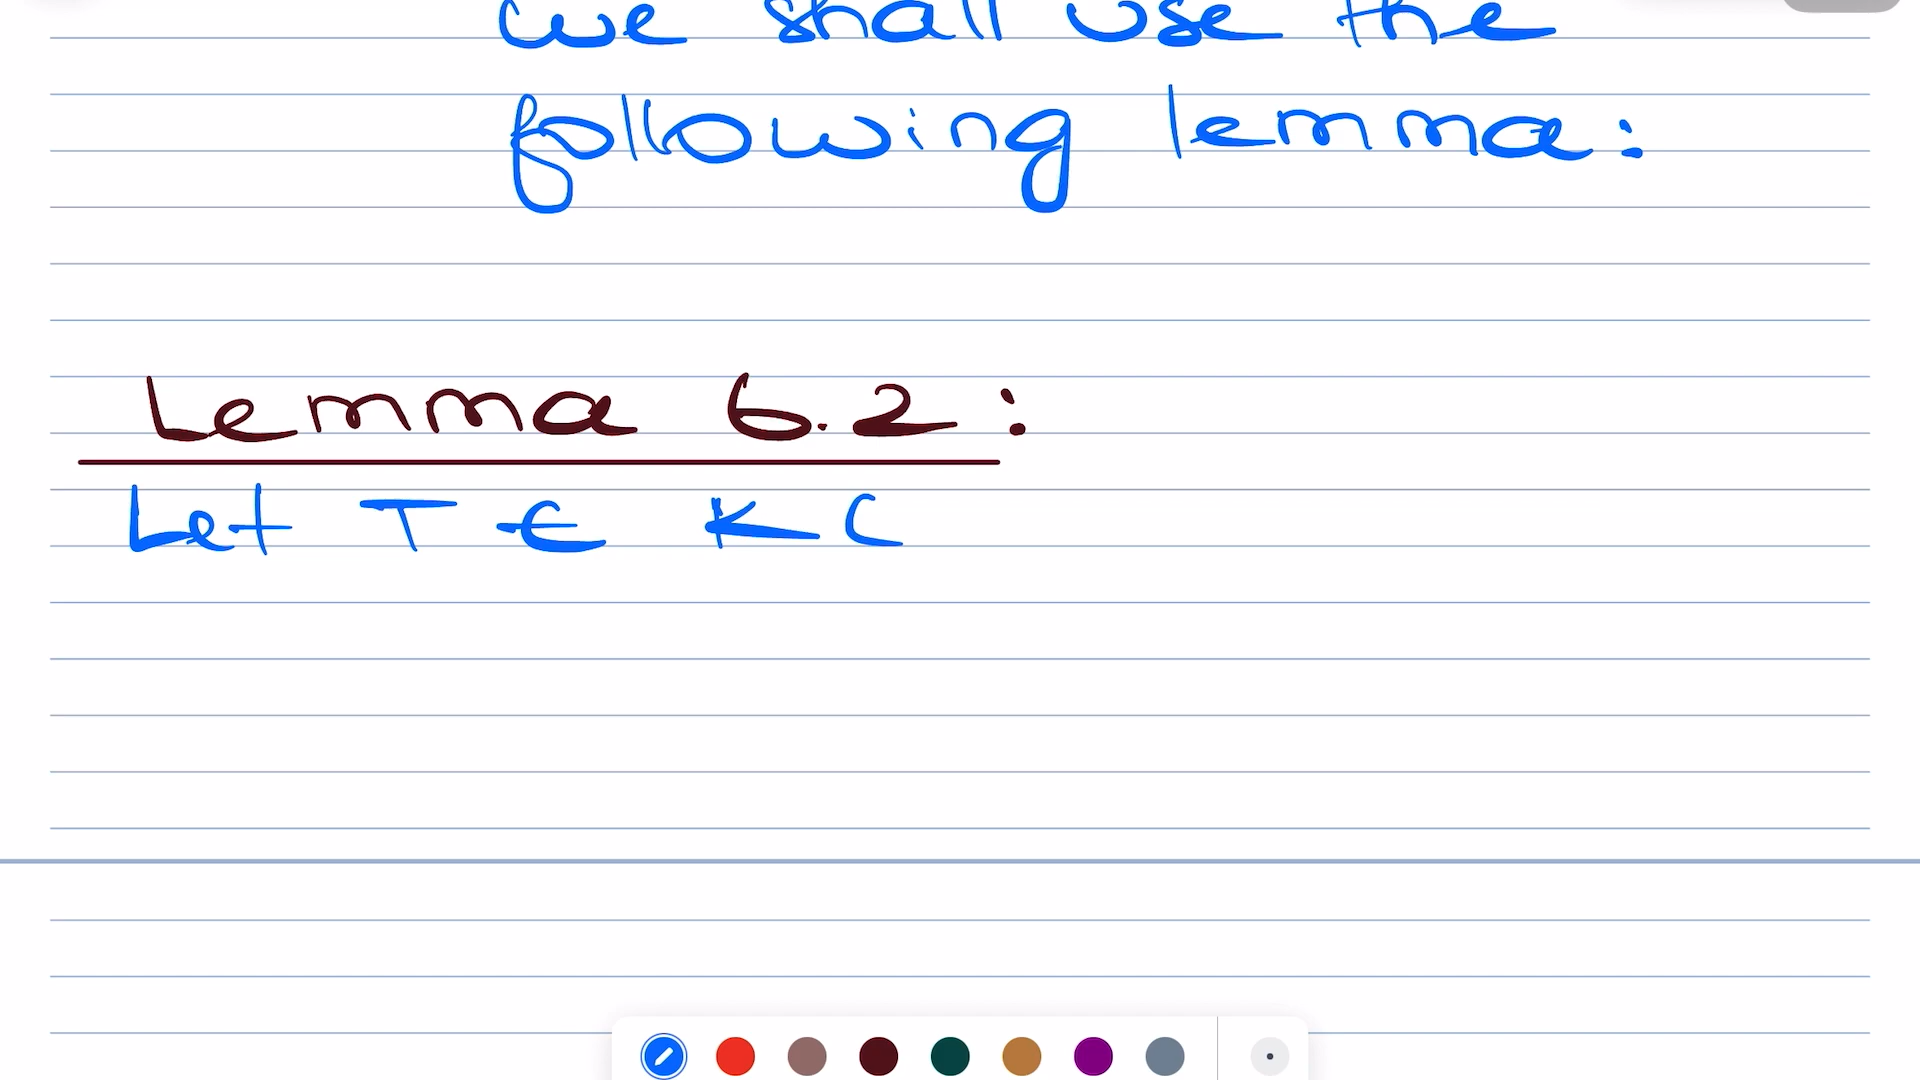 we shall use the
following lemma:
Lemma 6.2:
Let T ∈ K (